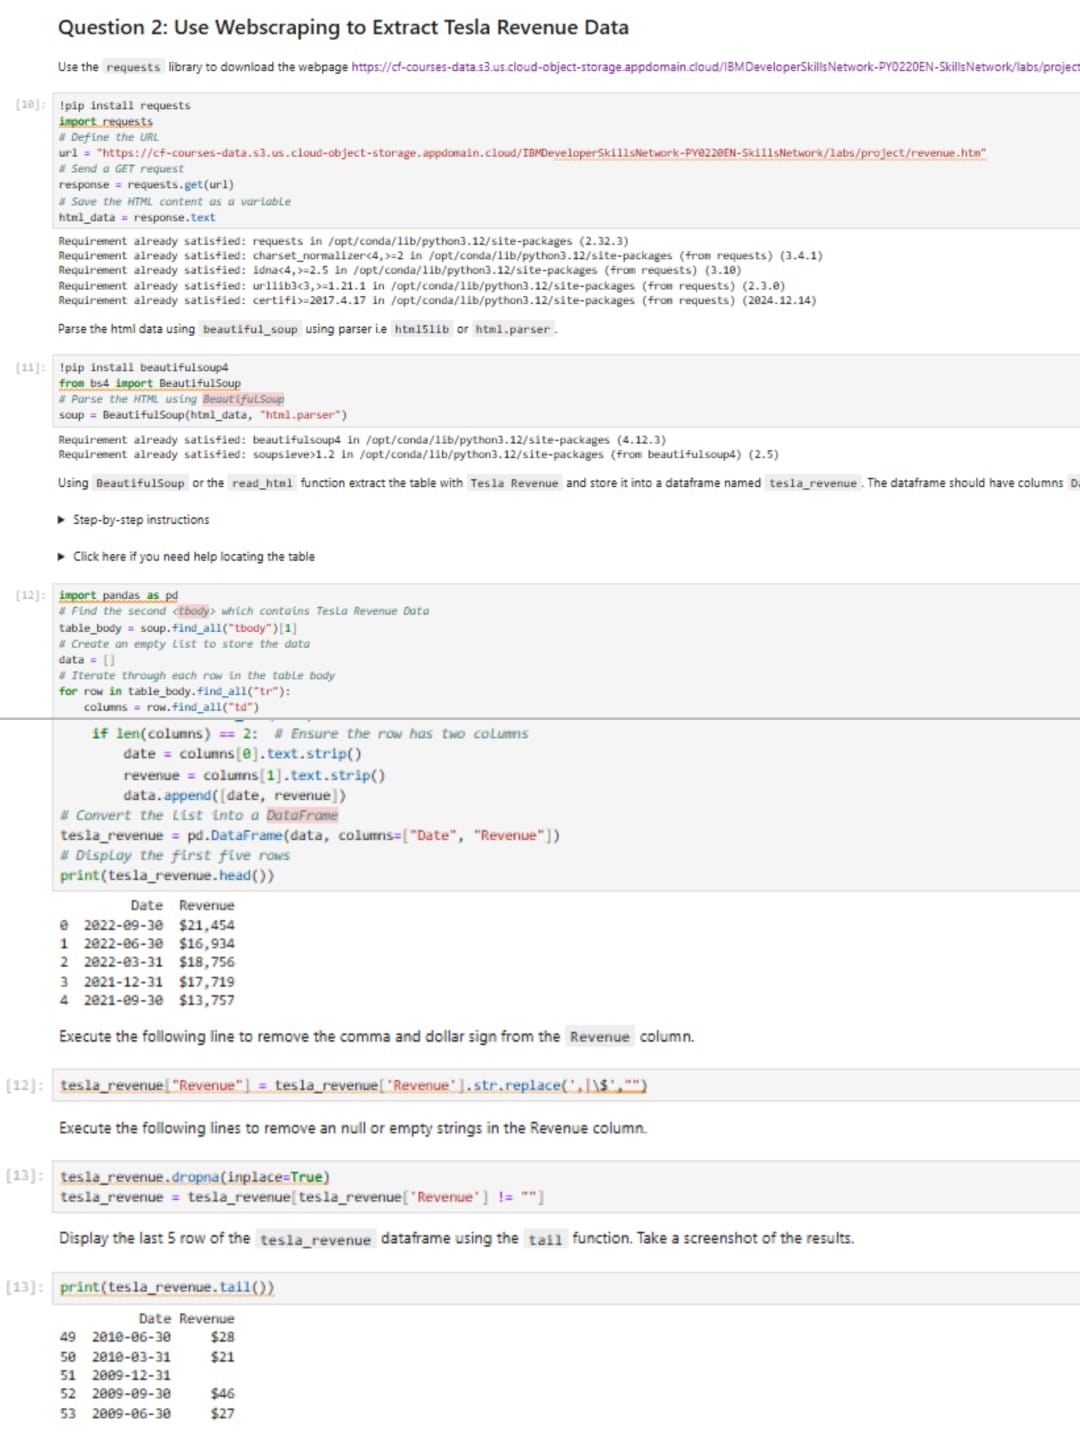 Question 2: Use Webscraping to Extract Tesla Revenue Data
Use the requests library to download the webpage https://cf-courses-data.s3.us.cloud-object-storage.appdomain.cloud/IBMDeveloperSkillsNetwork-PY0220EN-SkillsNetwork/labs/project
[10]:
!pip install requests
import requests
# Define the URL
url = "https://cf-courses-data.s3.us.cloud-object-storage.appdomain.cloud/IBMDeveloperSkillsNetwork-PY0220EN-SkillsNetwork/labs/project/revenue.htm"
# Send a GET request
response = requests.get(url)
# Save the HTML content as a variable
html_data = response.text
Requirement already satisfied: requests in /opt/conda/lib/python3.12/site-packages (2.32.3)
Requirement already satisfied: charset_normalizer<4,>=2 in /opt/conda/lib/python3.12/site-packages (from requests) (3.4.1)
Requirement already satisfied: idna<4,>=2.5 in /opt/conda/lib/python3.12/site-packages (from requests) (3.10)
Requirement already satisfied: urllib3<3,>=1.21.1 in /opt/conda/lib/python3.12/site-packages (from requests) (2.3.0)
Requirement already satisfied: certifi>=2017.4.17 in /opt/conda/lib/python3.12/site-packages (from requests) (2024.12.14)
Parse the html data using beautiful_soup using parser i.e html5lib or html.parser.
[11]:
!pip install beautifulsoup4
from bs4 import BeautifulSoup
# Parse the HTML using BeautifulSoup
soup = BeautifulSoup(html_data, "html.parser")
Requirement already satisfied: beautifulsoup4 in /opt/conda/lib/python3.12/site-packages (4.12.3)
Requirement already satisfied: soupsieve>1.2 in /opt/conda/lib/python3.12/site-packages (from beautifulsoup4) (2.5)
Using BeautifulSoup or the read_html function extract the table with Tesla Revenue and store it into a dataframe named tesla_revenue. The dataframe should have columns Da
▶ Step-by-step instructions
▶ Click here if you need help locating the table
[12]:
import pandas as pd
# Find the second <tbody> which contains Tesla Revenue Data
table_body = soup.find_all("tbody")[1]
# Create an empty list to store the data
data = []
# Iterate through each row in the table body
for row in table_body.find_all("tr"):
    columns = row.find_all("td")
    if len(columns) == 2:  # Ensure the row has two columns
        date = columns[0].text.strip()
        revenue = columns[1].text.strip()
        data.append([date, revenue])
# Convert the list into a DataFrame
tesla_revenue = pd.DataFrame(data, columns=["Date", "Revenue"])
# Display the first five rows
print(tesla_revenue.head())
Date Revenue
0 2022-09-30 $21,454
1 2022-06-30 $16,934
2 2022-03-31 $18,756
3 2021-12-31 $17,719
4 2021-09-30 $13,757
Execute the following line to remove the comma and dollar sign from the Revenue column.
[12]:
tesla_revenue["Revenue"] = tesla_revenue['Revenue'].str.replace(',|\$',"")
Execute the following lines to remove an null or empty strings in the Revenue column.
[13]:
tesla_revenue.dropna(inplace=True)
tesla_revenue = tesla_revenue[tesla_revenue['Revenue'] != ""]
Display the last 5 row of the tesla_revenue dataframe using the tail function. Take a screenshot of the results.
[13]:
print(tesla_revenue.tail())
Date Revenue
49 2010-06-30 $28
50 2010-03-31 $21
51 2009-12-31
52 2009-09-30 $46
53 2009-06-30 $27